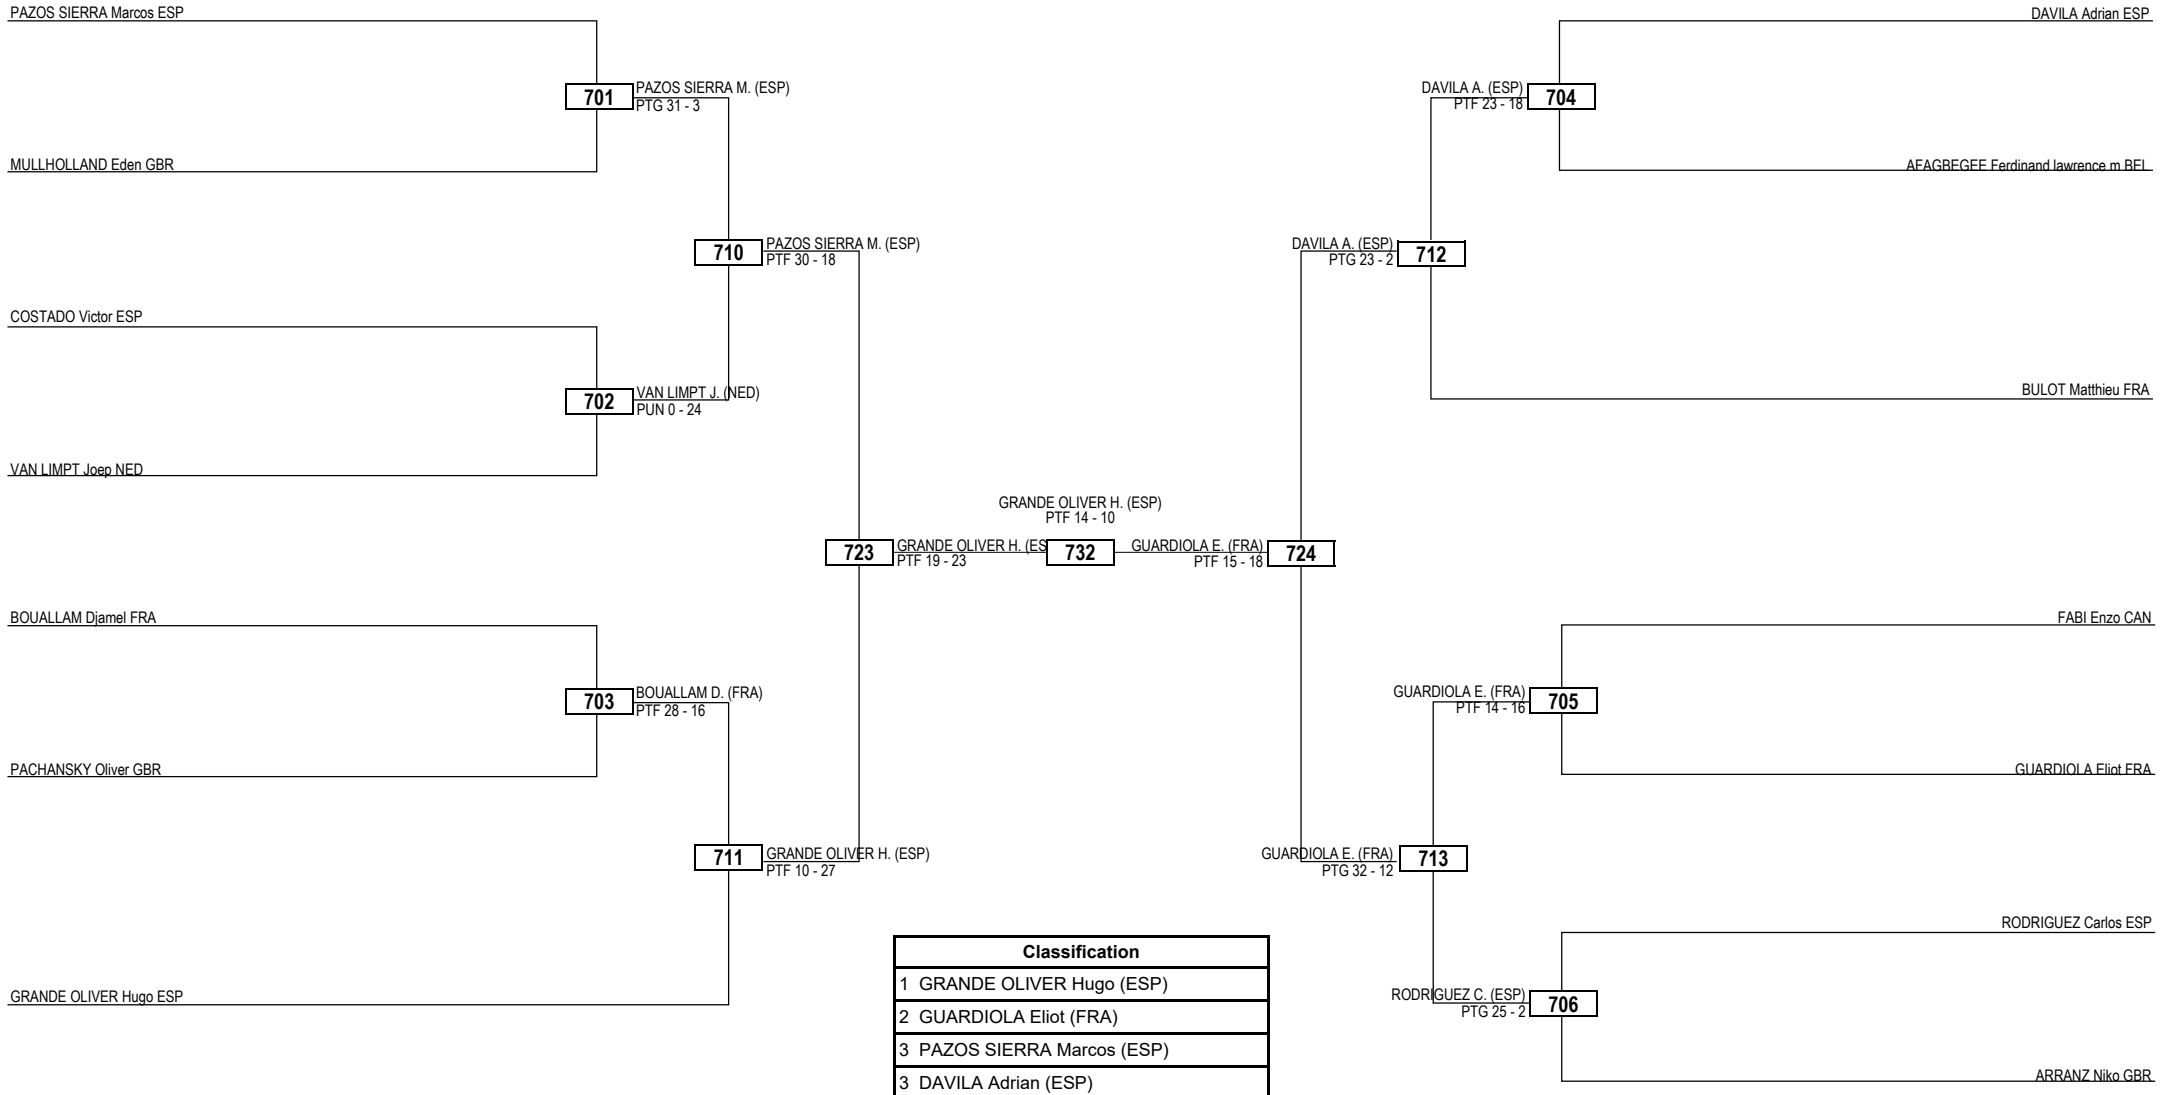 PAZOS SIERRA Marcos ESP
DAVILA Adrian ESP
701
PAZOS SIERRA M. (ESP)
PTG 31 - 3
DAVILA A. (ESP)
PTF 23 - 18
704
MULLHOLLAND Eden GBR
AFAGBEGEE Ferdinand lawrence m BEL
710
PAZOS SIERRA M. (ESP)
PTF 30 - 18
DAVILA A. (ESP)
PTG 23 - 2
712
COSTADO Victor ESP
702
VAN LIMPT J. (NED)
PUN 0 - 24
BULOT Matthieu FRA
VAN LIMPT Joep NED
GRANDE OLIVER H. (ESP)
PTF 14 - 10
723
GRANDE OLIVER H. (ES
PTF 19 - 23
732
GUARDIOLA E. (FRA)
PTF 15 - 18
724
BOUALLAM Djamel FRA
FABI Enzo CAN
703
BOUALLAM D. (FRA)
PTF 28 - 16
GUARDIOLA E. (FRA)
PTF 14 - 16
705
PACHANSKY Oliver GBR
GUARDIOLA Eliot FRA
711
GRANDE OLIVER H. (ESP)
PTF 10 - 27
GUARDIOLA E. (FRA)
PTG 32 - 12
713
RODRIGUEZ Carlos ESP
GRANDE OLIVER Hugo ESP
RODRIGUEZ C. (ESP)
PTG 25 - 2
706
ARRANZ Niko GBR
Classification
1 GRANDE OLIVER Hugo (ESP)
2 GUARDIOLA Eliot (FRA)
3 PAZOS SIERRA Marcos (ESP)
3 DAVILA Adrian (ESP)